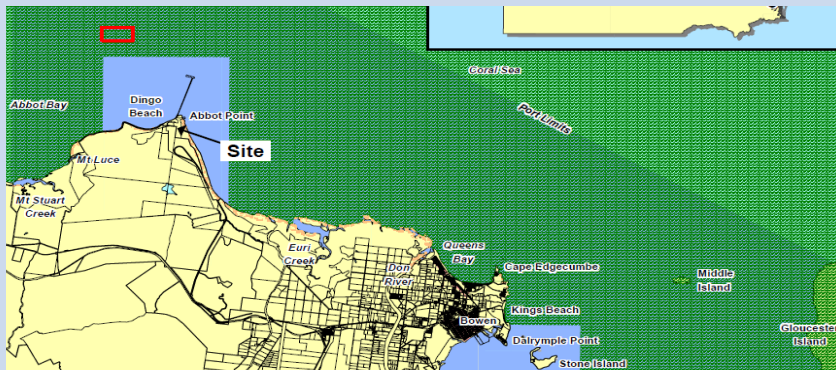 Coral Sea
Abbot Bay
Dingo
Beach
Abbot Point
Port Limits
Site
Mt Luce
Mt Stuart
Creek
Euri
Creek
Don
River
Queens
Bay
Cape Edgecumbe
Middle
Island
Kings Beach
Bowen
Gloucester
Island
Dalrymple Point
Stone Island